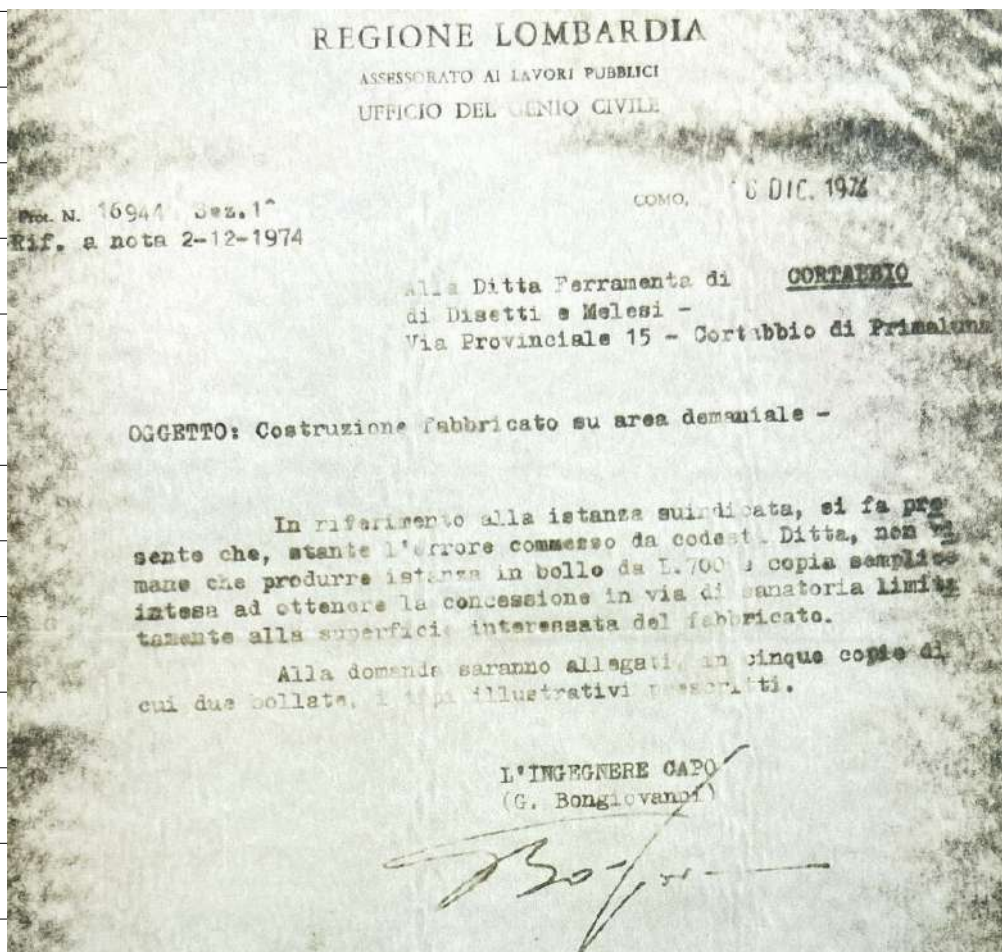 REGIONE LOMBARDIA
ASSESSORATO AI LAVORI PUBBLICI
UFFICIO DEL GENIO CIVILE
Prot. N. 16944 Sez.1^
COMO, 6 DIC. 1974
Rif. a nota 2-12-1974
Alla Ditta Ferramenta di CORTABBIO
di Disetti e Melesi -
Via Provinciale 15 - Cortabbio di Primaluna
OGGETTO: Costruzione fabbricato su area demaniale -
In riferimento alla istanza suindicata, si fa pre
sente che, stante l'errore commesso da codesta Ditta, non ri
mane che produrre istanza in bollo da L.700 e copia semplice
intesa ad ottenere la concessione in via di sanatoria limita
tamente alla superficie interessata del fabbricato.
Alla domanda saranno allegati, in cinque copie di
cui due bollate, i tipi illustrativi prescritti.
L'INGEGNERE CAPO
(G. Bongiovanni)